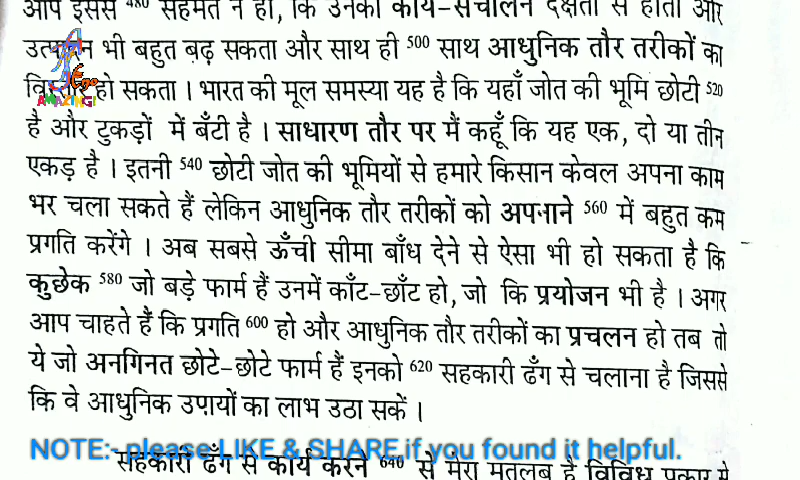 आप इससे 480 सहमत न हों, कि उनका कार्य-संचालन दक्षता से होता और
भी बहुत बढ़ सकता और साथ ही 500 साथ आधुनिक तौर तरीकों का
हो सकता । भारत की मूल समस्या यह है कि यहाँ जोत की भूमि छोटी 520
AMAZING!
है और टुकड़ों में बँटी है । साधारण तौर पर मैं कहूँ कि यह एक, दो या तीन
एकड़ है । इतनी 540 छोटी जोत की भूमियों से हमारे किसान केवल अपना काम
भर चला सकते हैं लेकिन आधुनिक तौर तरीकों को अपनाने 560 में बहुत कम
प्रगति करेंगे । अब सबसे ऊँची सीमा बाँध देने से ऐसा भी हो सकता है कि
कुछेक 580 जो बड़े फार्म हैं उनमें काँट-छाँट हो, जो कि प्रयोजन भी है । अगर
आप चाहते हैं कि प्रगति 600 हो और आधुनिक तौर तरीकों का प्रचलन हो तब तो
ये जो अनगिनत छोटे-छोटे फार्म हैं इनको 620 सहकारी ढँग से चलाना है जिससे
कि वे आधुनिक उपायों का लाभ उठा सकें ।
NOTE:- please LIKE & SHARE if you found it helpful.
सहकारी ढँग से कार्य करने 640 से मेरा मतलब है विविध प्रकार से